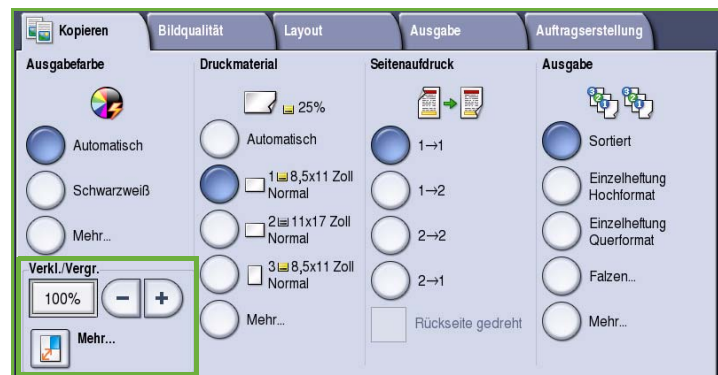 Kopieren
Bildqualität
Layout
Ausgabe
Auftragserstellung
Ausgabefarbe
Automatisch
Schwarzweiß
Mehr...
Verkl./Vergr.
100%
Mehr...
Druckmaterial
25%
Automatisch
1 8,5x11 Zoll
Normal
2 11x17 Zoll
Normal
3 8,5x11 Zoll
Normal
Mehr...
Seitenaufdruck
1→1
1→2
2→2
2→1
Rückseite gedreht
Ausgabe
Sortiert
Einzelheftung
Hochformat
Einzelheftung
Querformat
Falzen...
Mehr...